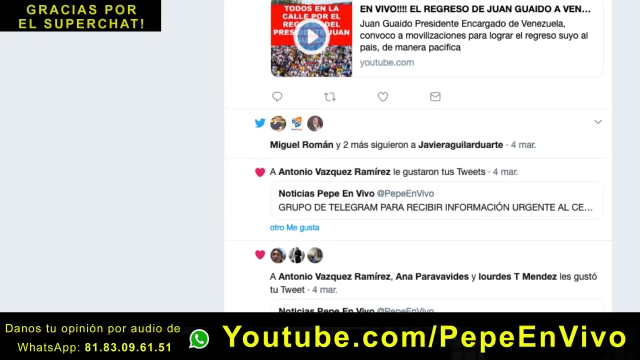 GRACIAS POR
EL SUPERCHAT!
TODOS EN LA
CALLE POR EL
EN VIVO!!!! EL REGRESO DE JUAN GUAIDO A VEN...
Juan Guaido Presidente Encargado de Venezuela,
convoco a movilizaciones para lograr el regreso suyo al
pais, de manera pacifica
youtube.com
Miguel Román y 2 más siguieron a Javieraguilarduarte · 4 mar.
A Antonio Vazquez Ramírez le gustaron tus Tweets · 4 mar.
Noticias Pepe En Vivo @PepeEnVivo
GRUPO DE TELEGRAM PARA RECIBIR INFORMACIÓN URGENTE AL CE...
otro Me gusta
A Antonio Vazquez Ramírez, Ana Paravavides y lourdes T Mendez les gustó
tu Tweet · 4 mar.
Noticias Pepe En Vivo @PepeEnVivo
Danos tu opinión por audio de
WhatsApp: 81.83.09.61.51
Youtube.com/PepeEnVivo